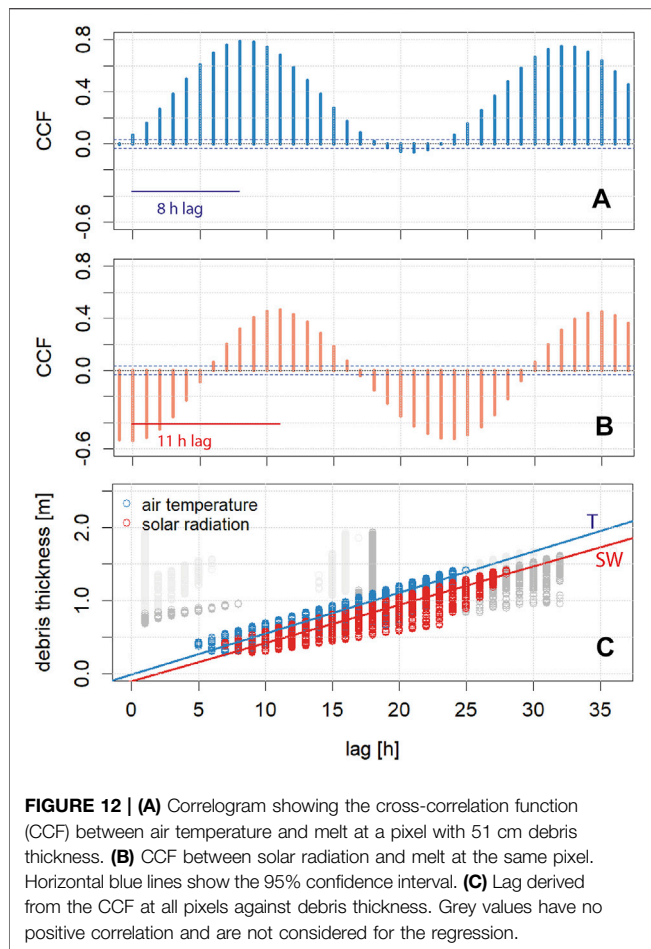 0.8
0.4
0.0
-0.6
CCF
8 h lag
A
0.8
0.4
0.0
-0.6
CCF
11 h lag
B
2.0
1.0
0.0
debris thickness [m]
air temperature
solar radiation
T
SW
C
0 5 10 15 20 25 30 35
lag [h]
FIGURE 12 | (A) Correlogram showing the cross-correlation function
(CCF) between air temperature and melt at a pixel with 51 cm debris
thickness. (B) CCF between solar radiation and melt at the same pixel.
Horizontal blue lines show the 95% confidence interval. (C) Lag derived
from the CCF at all pixels against debris thickness. Grey values have no
positive correlation and are not considered for the regression.